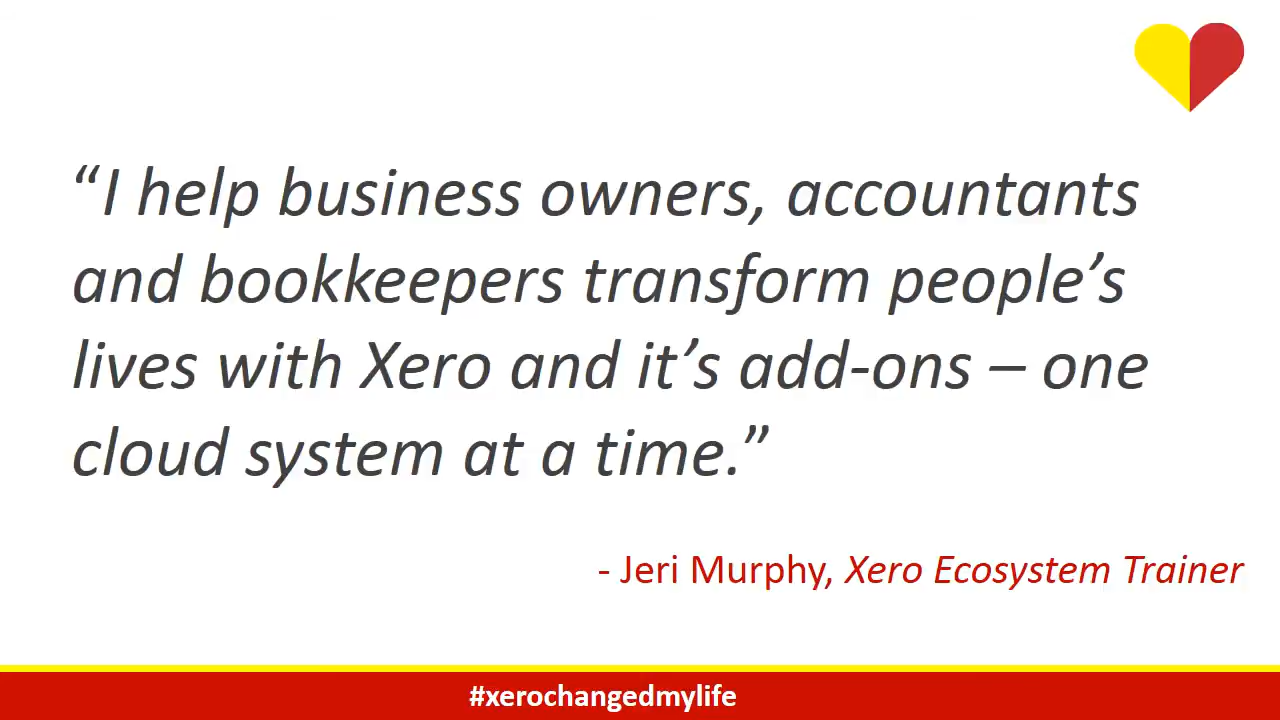 “I help business owners, accountants
and bookkeepers transform people’s
lives with Xero and it’s add-ons – one
cloud system at a time.”
- Jeri Murphy, Xero Ecosystem Trainer
#xerochangedmylife